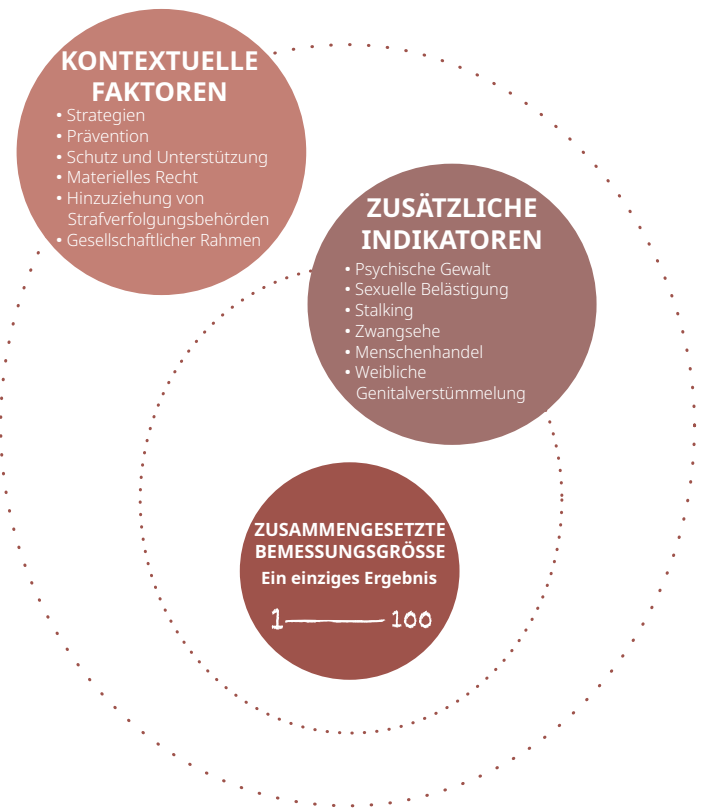 KONTEXTUELLE
FAKTOREN
• Strategien
• Prävention
• Schutz und Unterstützung
• Materielles Recht
• Hinzuziehung von
Strafverfolgungsbehörden
• Gesellschaftlicher Rahmen
ZUSÄTZLICHE
INDIKATOREN
• Psychische Gewalt
• Sexuelle Belästigung
• Stalking
• Zwangsehe
• Menschenhandel
• Weibliche
Genitalverstümmelung
ZUSAMMENGESETZTE
BEMESSUNGSGRÖSSE
Ein einziges Ergebnis
1 100